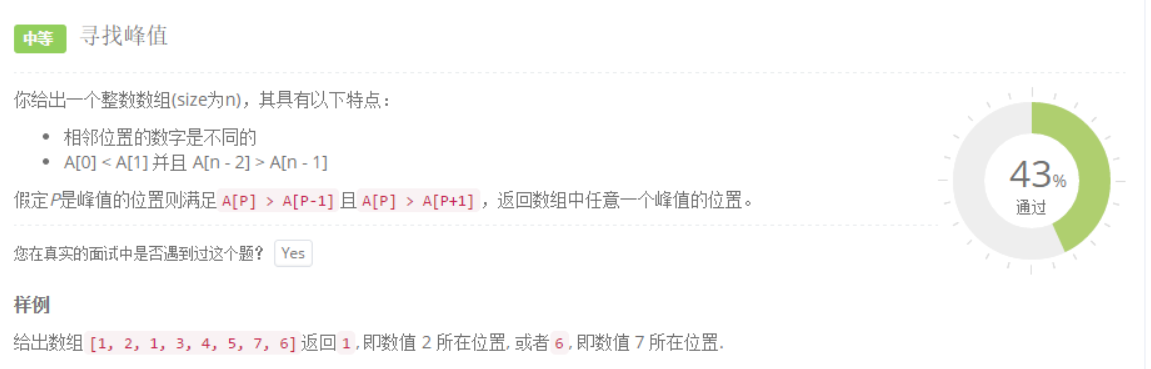 中等 寻找峰值
你给出一个整数数组(size为n)，其具有以下特点：
相邻位置的数字是不同的
A[0] < A[1] 并且 A[n - 2] > A[n - 1]
假定P是峰值的位置则满足 A[P] > A[P-1] 且 A[P] > A[P+1] ，返回数组中任意一个峰值的位置。
43%
通过
您在真实的面试中是否遇到过这个题？ Yes
样例
给出数组 [1, 2, 1, 3, 4, 5, 7, 6] 返回 1 , 即数值 2 所在位置, 或者 6 , 即数值 7 所在位置.